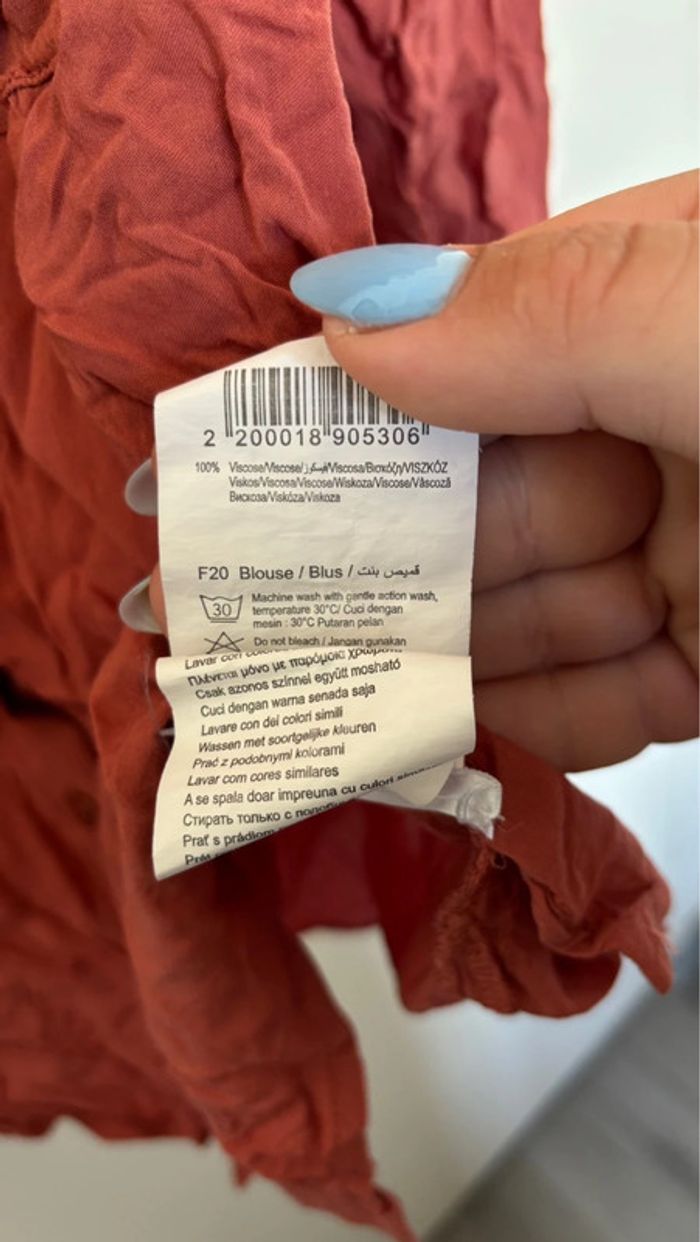 2 200018 905306
100% Viscose/Viscose/فيسكوز/Viscosa/Βισκόζη/VISZKÓZ
Viskos/Viscosa/Viscose/Wiskoza/Viscose/Vâscoză
Вискоза/Viskóza/Viskoza
F20 Blouse / Blus / قميص بنت
30
Machine wash with gentle action wash,
temperature 30°C/ Cuci dengan
mesin : 30°C Putaran pelan
Do not bleach / Jangan gunakan
Lavar con
Πλένεται μόνο με παρόμοια
Csak azonos színnel együtt mosható
Cuci dengan warna senada saja
Lavare con dei colori simili
Wassen met soortgelijke kleuren
Prać z podobnymi kolorami
Lavar com cores similares
A se spala doar impreuna cu culori
Стирать только с
Prať s prádlom